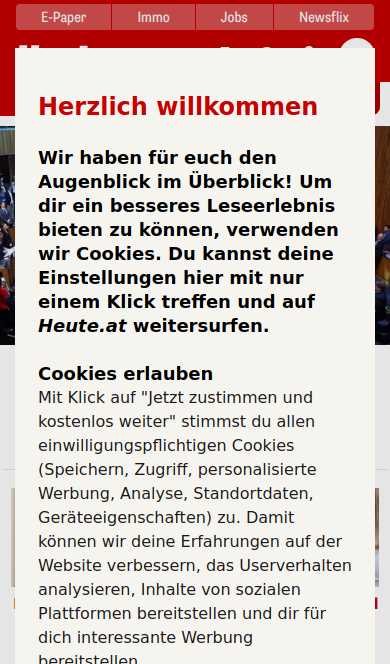 E-Paper Immo Jobs Newsflix
Herzlich willkommen
Wir haben für euch den
Augenblick im Überblick! Um
dir ein besseres Leseerlebnis
bieten zu können, verwenden
wir Cookies. Du kannst deine
Einstellungen hier mit nur
einem Klick treffen und auf
Heute.at weitersurfen.
Cookies erlauben
Mit Klick auf "Jetzt zustimmen und
kostenlos weiter" stimmst du allen
einwilligungspflichtigen Cookies
(Speichern, Zugriff, personalisierte
Werbung, Analyse, Standortdaten,
Geräteeigenschaften) zu. Damit
können wir deine Erfahrungen auf der
Website verbessern, das Userverhalten
analysieren, Inhalte von sozialen
Plattformen bereitstellen und dir für
dich interessante Werbung
bereitstellen